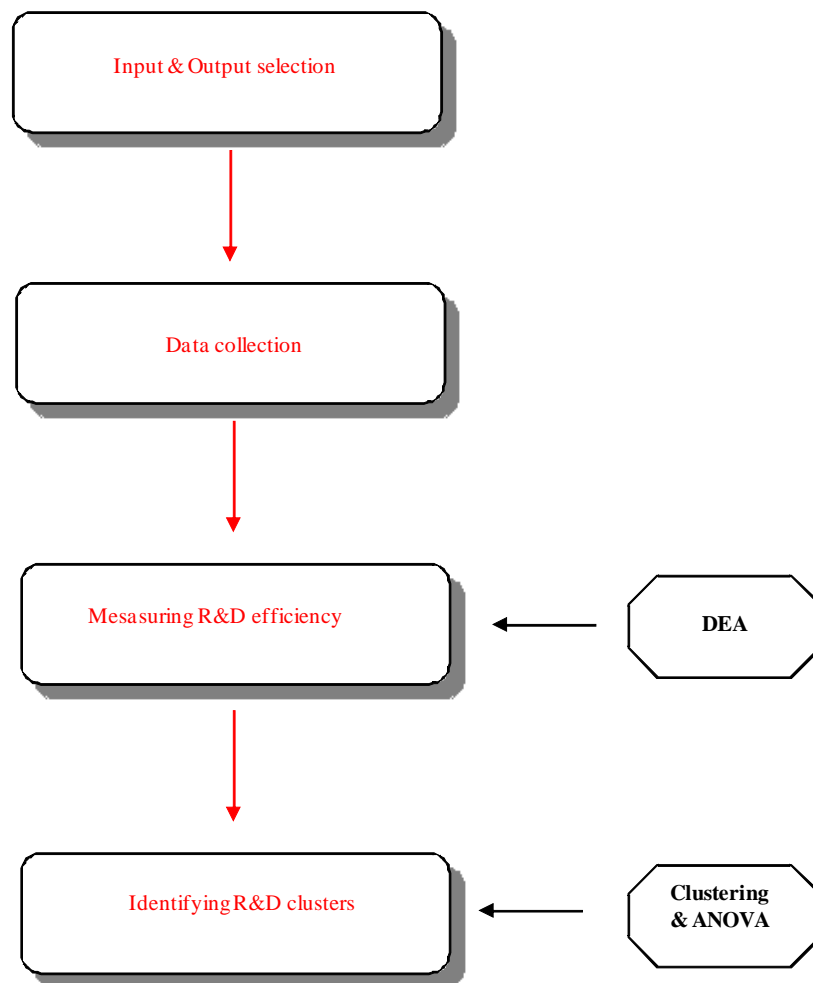 Input & Output selection
Data collection
Mesasuring R&D efficiency
DEA
Identifying R&D clusters
Clustering
& ANOVA